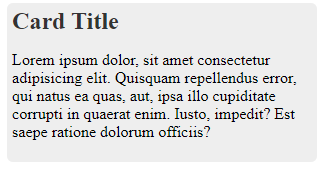 Card Title
Lorem ipsum dolor, sit amet consectetur
adipisicing elit. Quisquam repellendus error,
qui natus ea quas, aut, ipsa illo cupiditate
corrupti in quaerat enim. Iusto, impedit? Est
saepe ratione dolorum officiis?